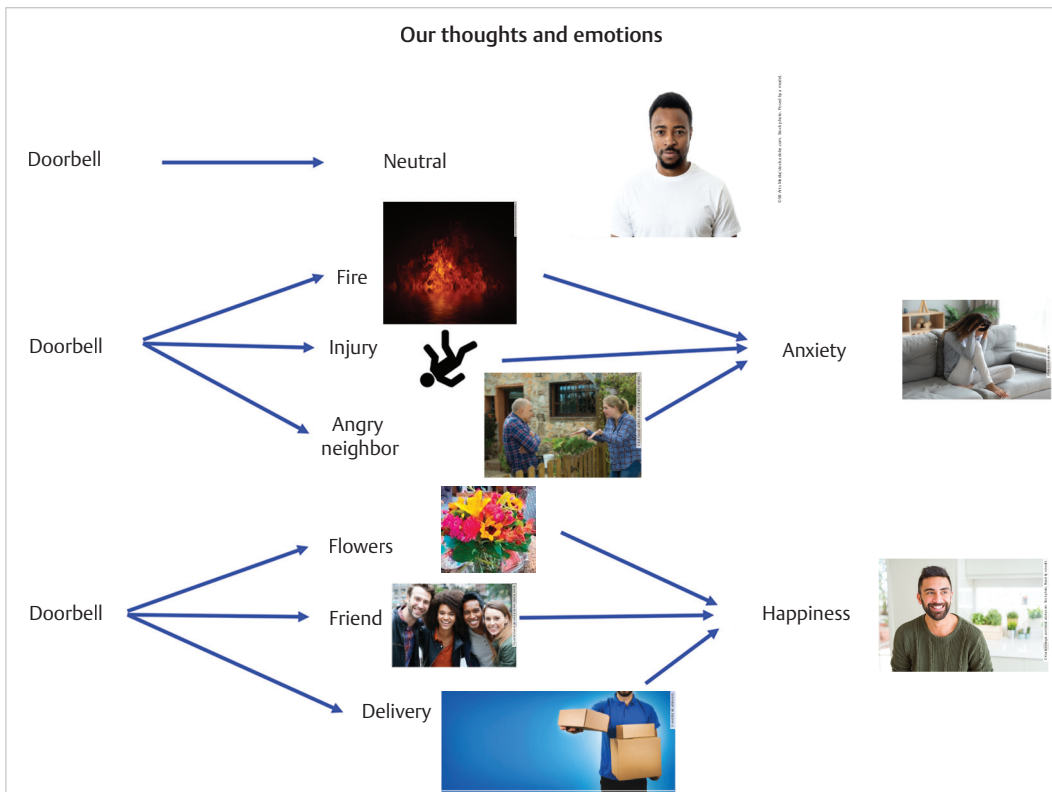 Our thoughts and emotions
Doorbell
Neutral
Fire
Doorbell
Injury
Anxiety
Angry
neighbor
Flowers
Doorbell
Friend
Happiness
Delivery